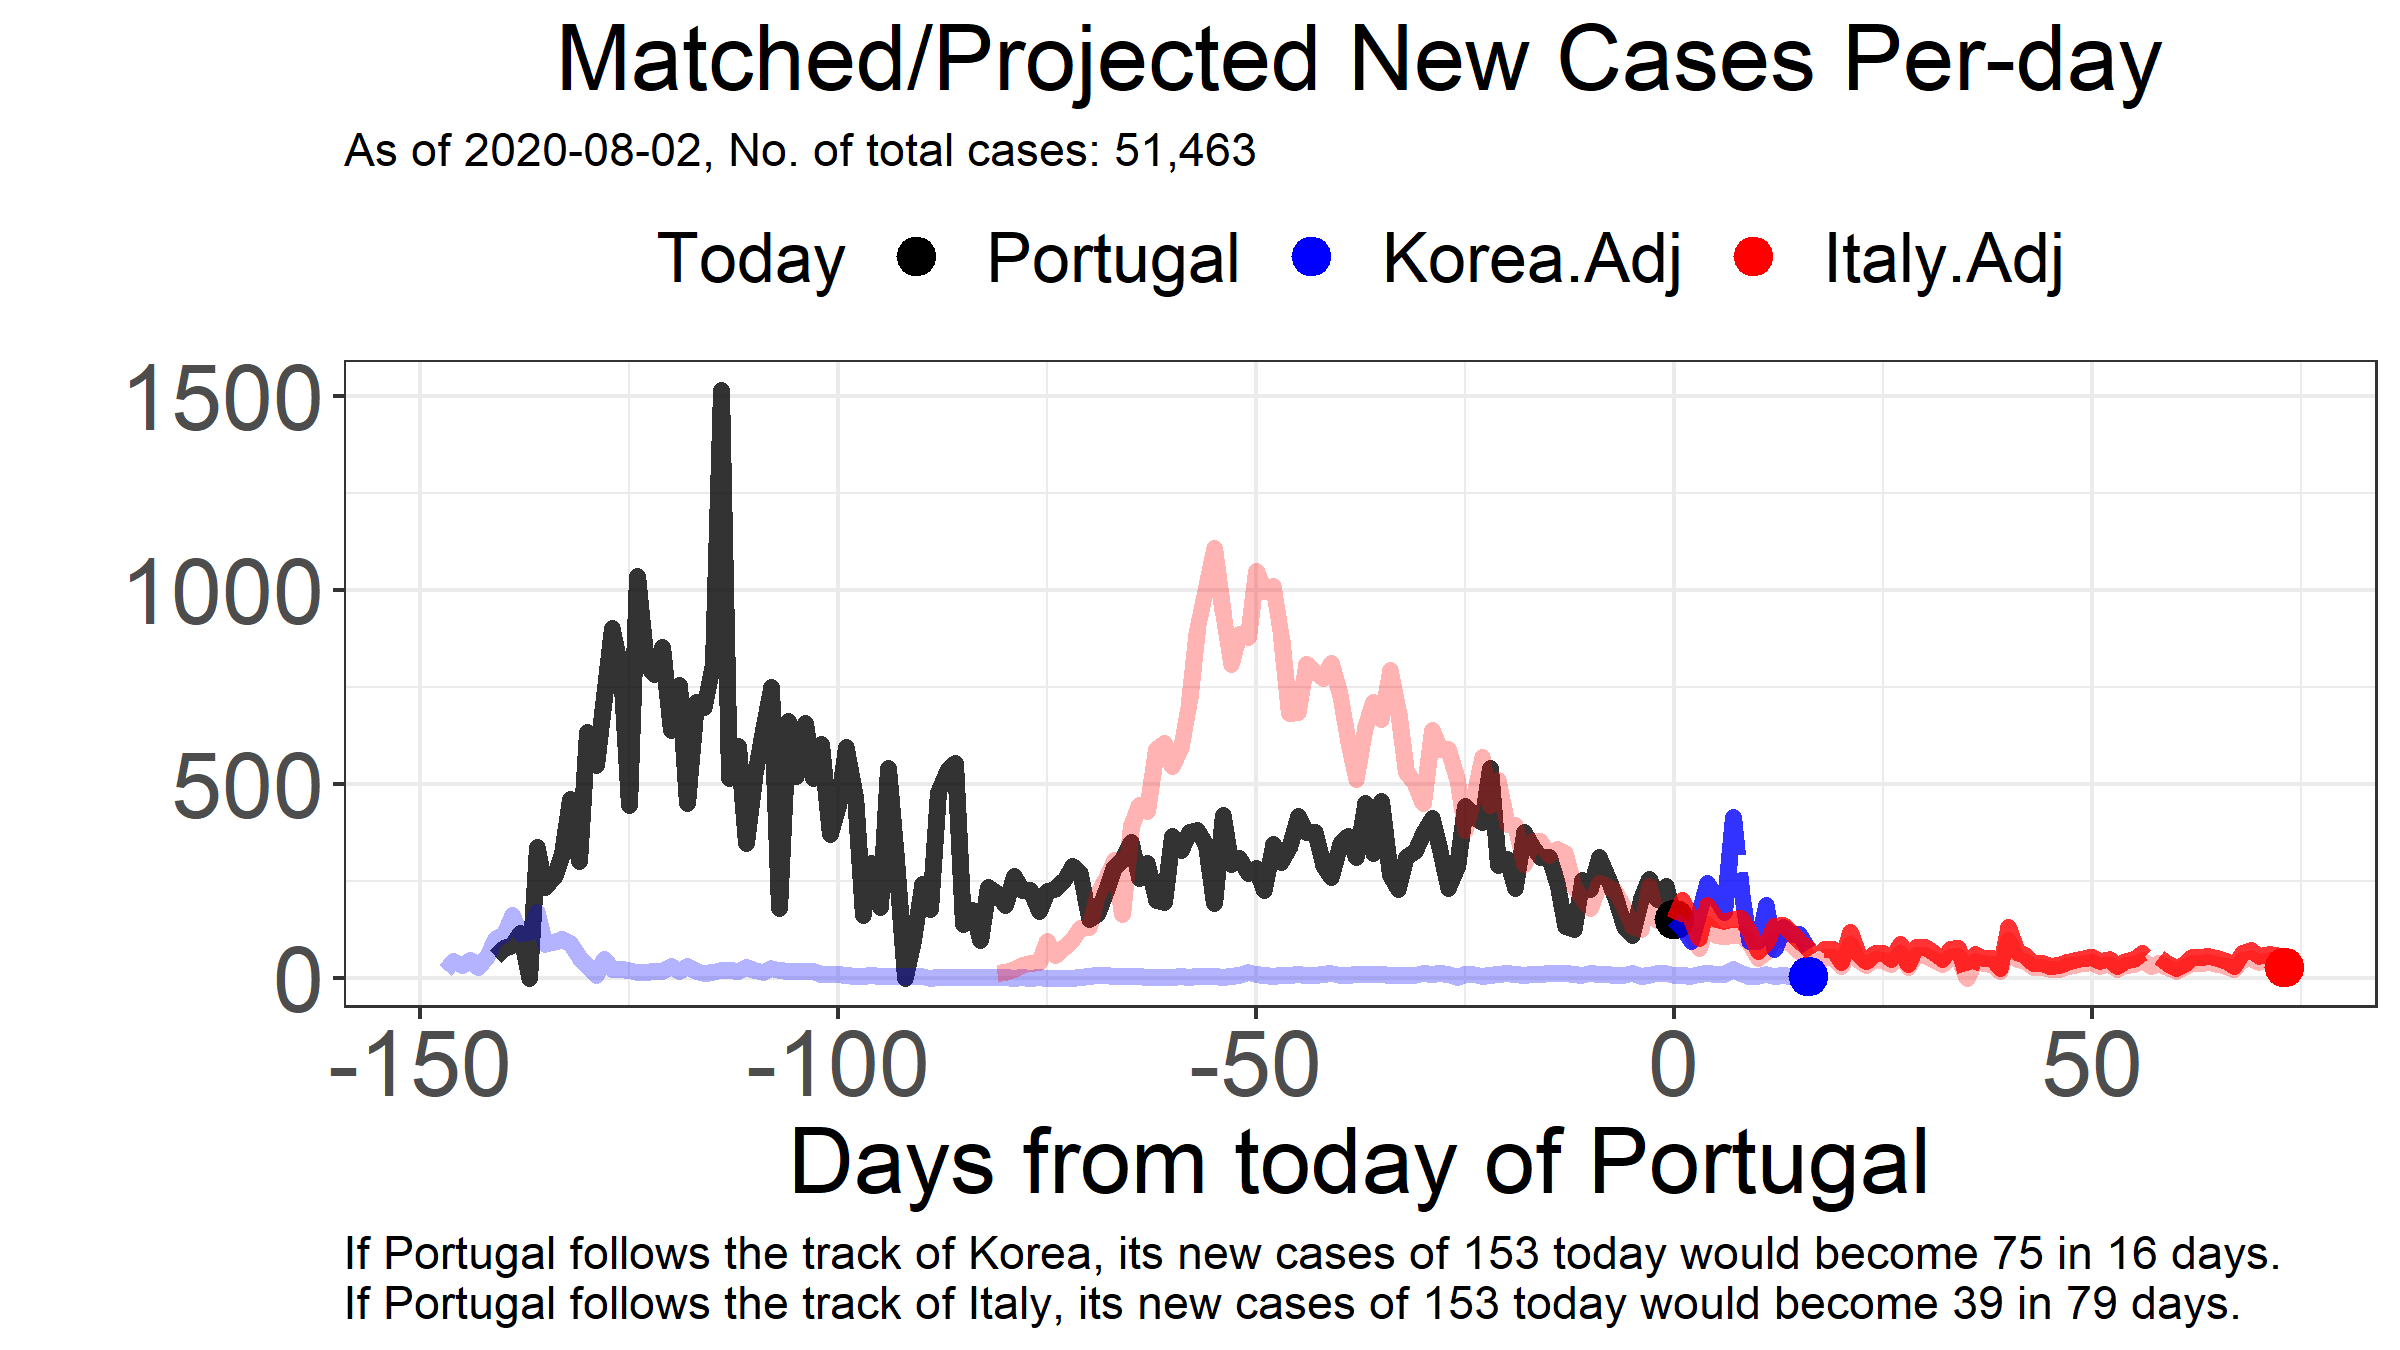 Matched/Projected New Cases Per-day
As of 2020-08-02, No. of total cases: 51,463
Today Portugal Korea.Adj Italy.Adj
1500
1000
500
0
-150 -100 -50 0 50
Days from today of Portugal
If Portugal follows the track of Korea, its new cases of 153 today would become 75 in 16 days.
If Portugal follows the track of Italy, its new cases of 153 today would become 39 in 79 days.